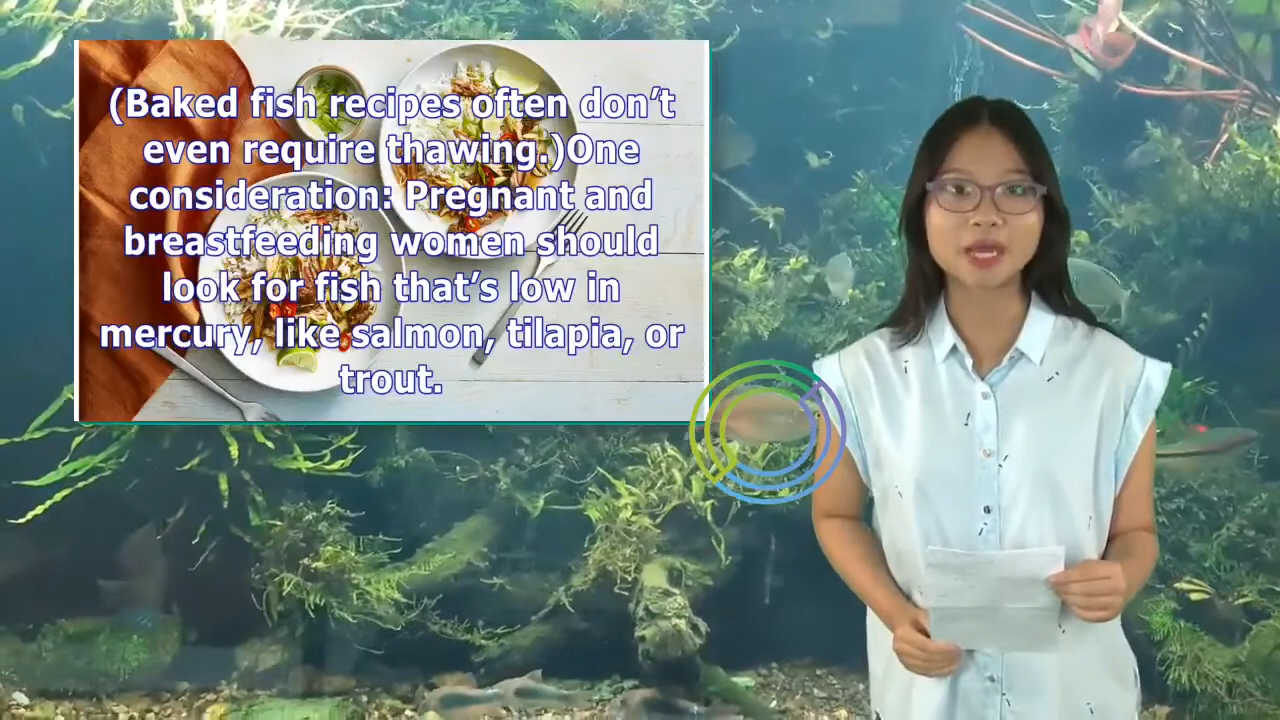 (Baked fish recipes often don’t
even require thawing.)One
consideration: Pregnant and
breastfeeding women should
look for fish that’s low in
mercury, like salmon, tilapia, or
trout.